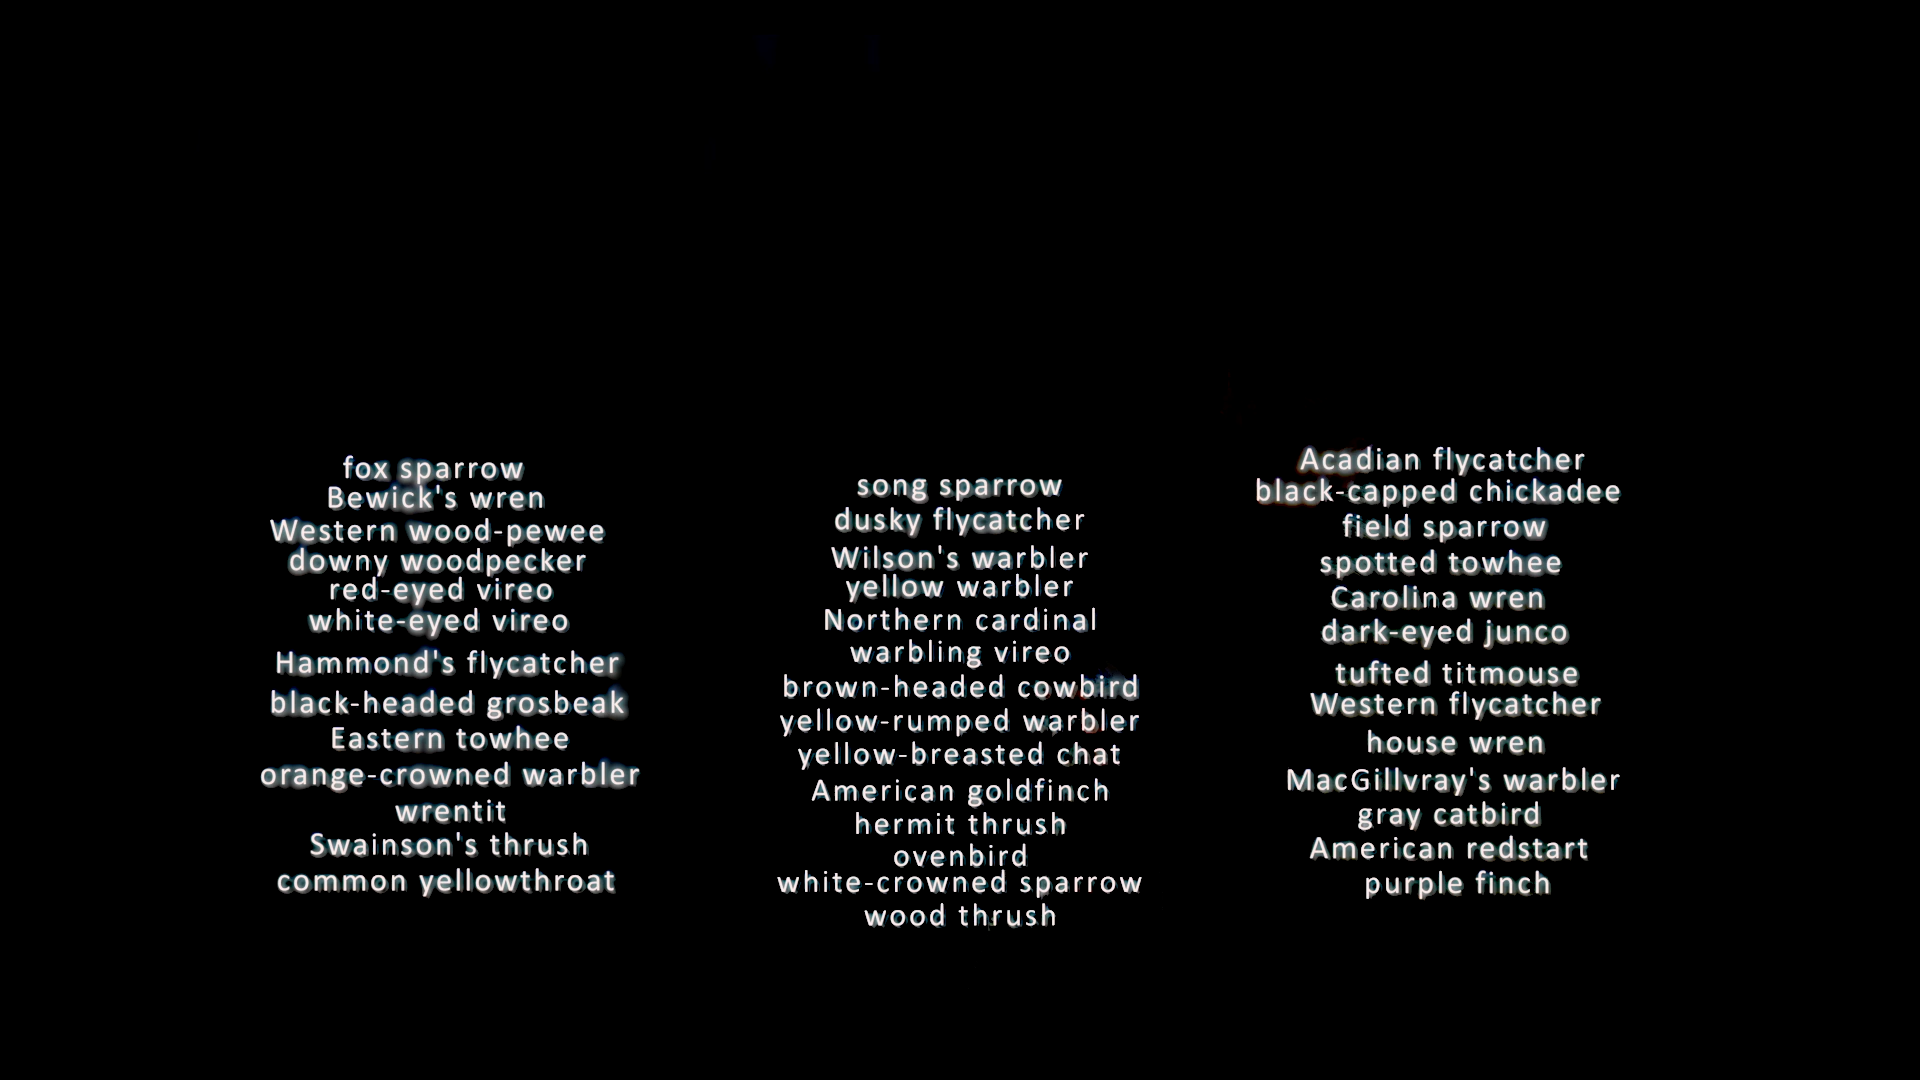 fox sparrow
Bewick's wren
Western wood-pewee
downy woodpecker
red-eyed vireo
white-eyed vireo
Hammond's flycatcher
black-headed grosbeak
Eastern towhee
orange-crowned warbler
wrentit
Swainson's thrush
common yellowthroat
song sparrow
dusky flycatcher
Wilson's warbler
yellow warbler
Northern cardinal
warbling vireo
brown-headed cowbird
yellow-rumped warbler
yellow-breasted chat
American goldfinch
hermit thrush
ovenbird
white-crowned sparrow
wood thrush
Acadian flycatcher
black-capped chickadee
field sparrow
spotted towhee
Carolina wren
dark-eyed junco
tufted titmouse
Western flycatcher
house wren
MacGillvray's warbler
gray catbird
American redstart
purple finch